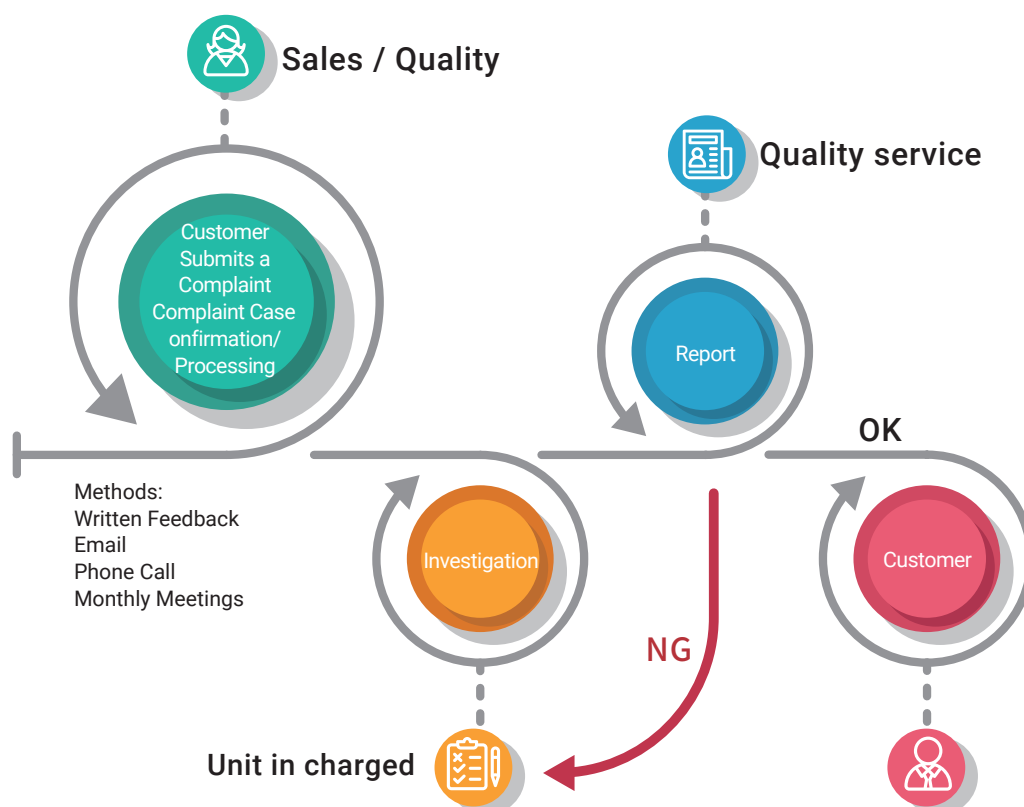 Sales / Quality
Customer
Submits a
Complaint
Complaint Case
onfirmation/
Processing
Methods:
Written Feedback
Email
Phone Call
Monthly Meetings
Investigation
Unit in charged
Quality service
Report
NG
OK
Customer